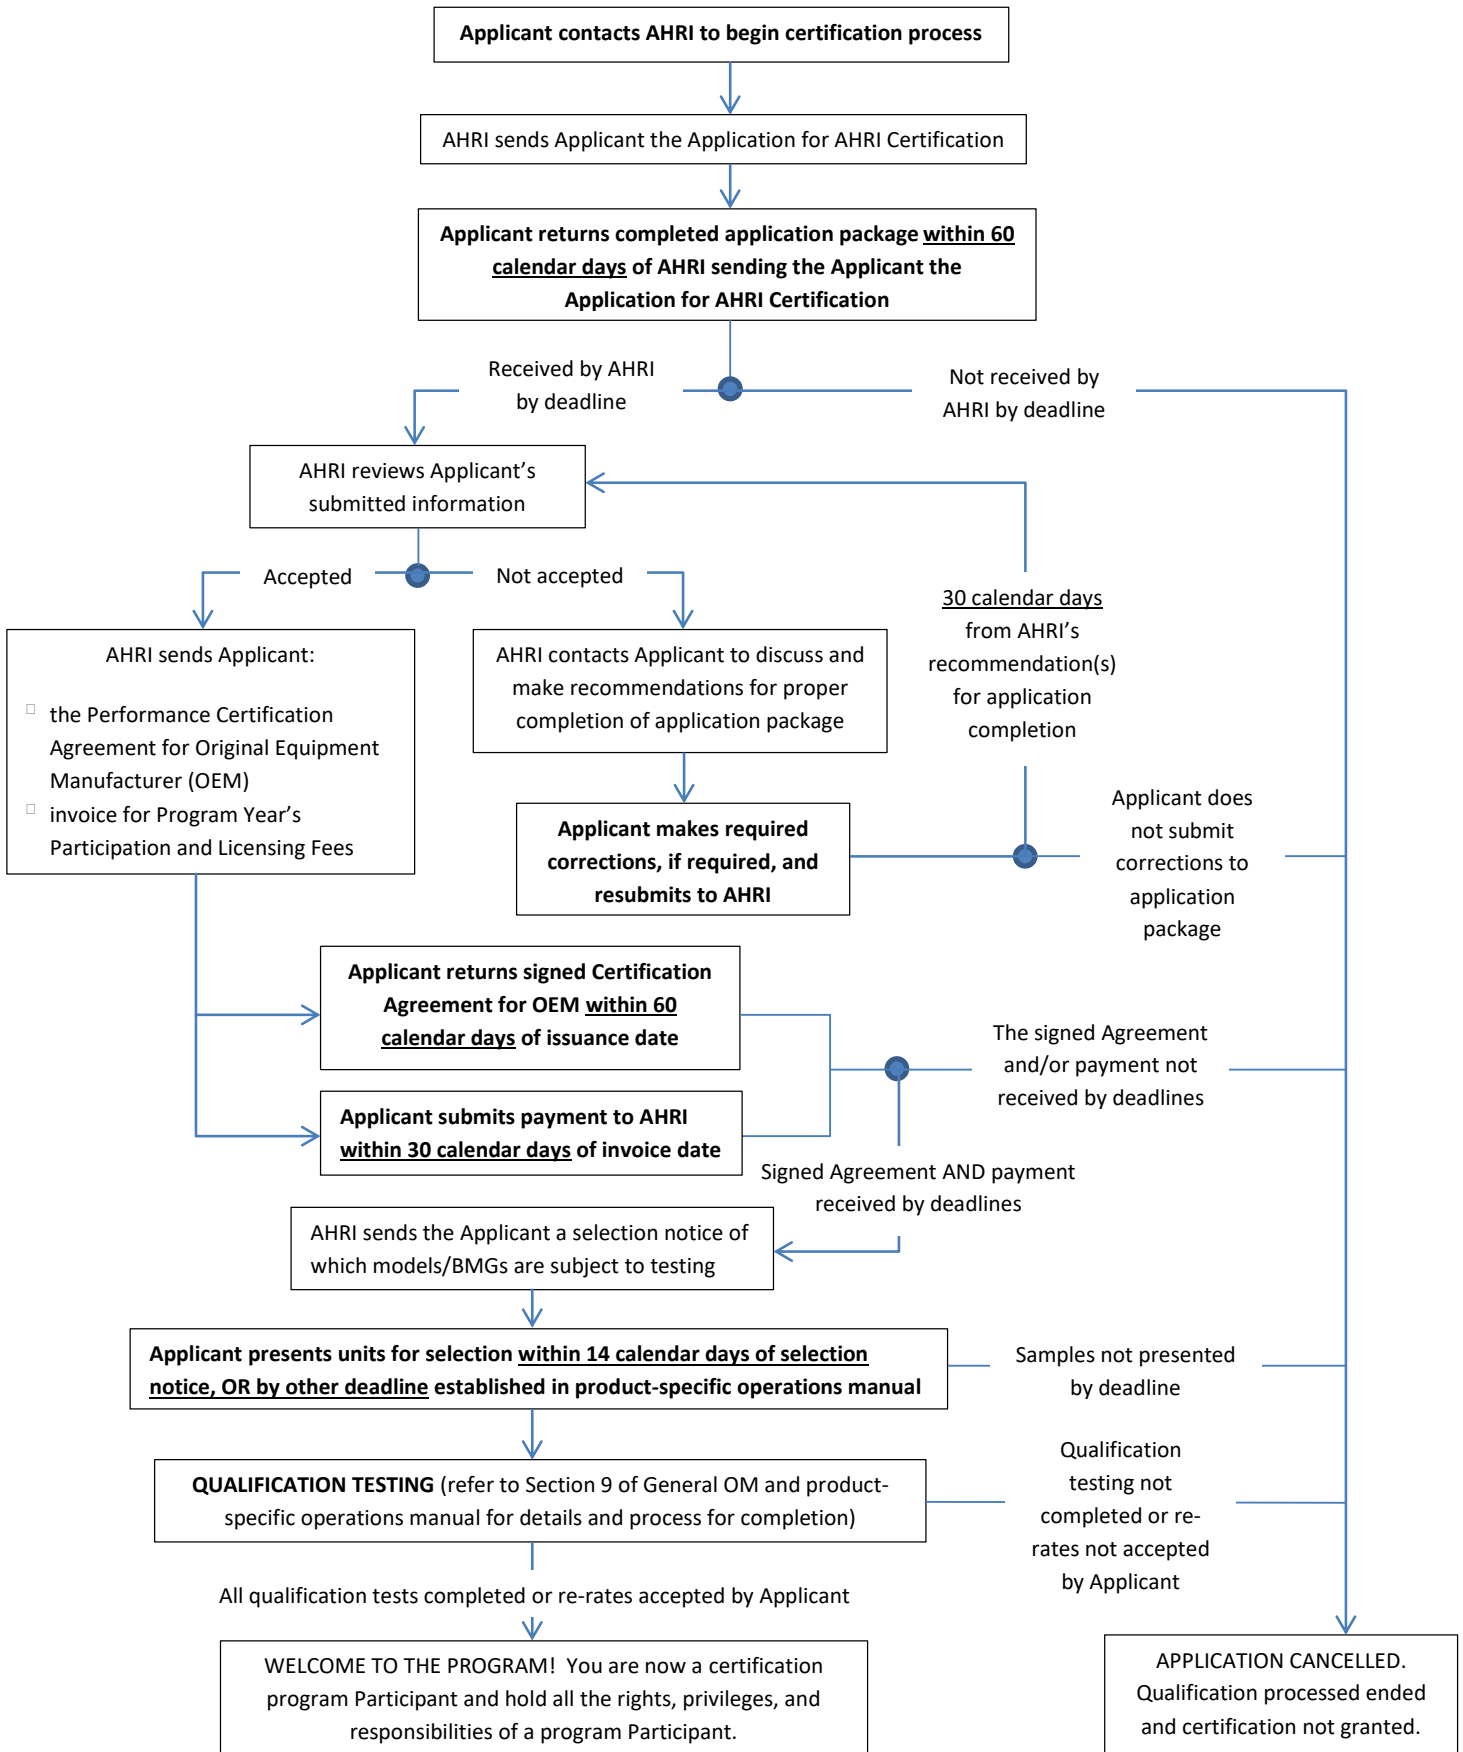 Applicant contacts AHRI to begin certification process
AHRI sends Applicant the Application for AHRI Certification
Applicant returns completed application package within 60
calendar days of AHRI sending the Applicant the
Application for AHRI Certification
Received by AHRI
by deadline
Not received by
AHRI by deadline
AHRI reviews Applicant’s
submitted information
Accepted
Not accepted
30 calendar days
from AHRI’s
recommendation(s)
for application
completion
AHRI sends Applicant:
the Performance Certification
Agreement for Original Equipment
Manufacturer (OEM)
invoice for Program Year’s
Participation and Licensing Fees
AHRI contacts Applicant to discuss and
make recommendations for proper
completion of application package
Applicant makes required
corrections, if required, and
resubmits to AHRI
Applicant does
not submit
corrections to
application
package
Applicant returns signed Certification
Agreement for OEM within 60
calendar days of issuance date
The signed Agreement
and/or payment not
received by deadlines
Applicant submits payment to AHRI
within 30 calendar days of invoice date
Signed Agreement AND payment
received by deadlines
AHRI sends the Applicant a selection notice of
which models/BMGs are subject to testing
Applicant presents units for selection within 14 calendar days of selection
notice, OR by other deadline established in product-specific operations manual
Samples not presented
by deadline
QUALIFICATION TESTING (refer to Section 9 of General OM and product-
specific operations manual for details and process for completion)
Qualification
testing not
completed or re-
rates not accepted
by Applicant
All qualification tests completed or re-rates accepted by Applicant
WELCOME TO THE PROGRAM!  You are now a certification
program Participant and hold all the rights, privileges, and
responsibilities of a program Participant.
APPLICATION CANCELLED.
Qualification processed ended
and certification not granted.